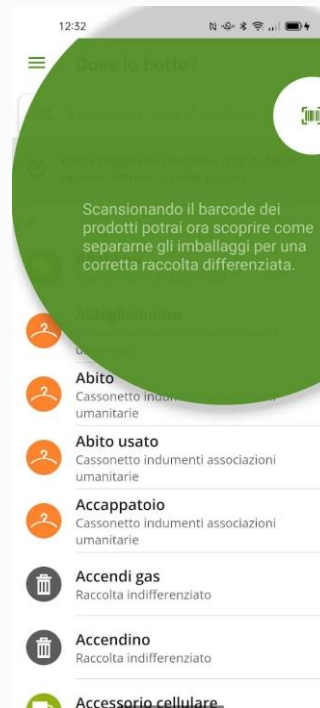 12:32
Dove lo butto?
Scansionando il barcode dei
prodotti potrai ora scoprire come
separarne gli imballaggi per una
corretta raccolta differenziata.
Abbigliamento
Abito
Cassonetto indumenti associazioni
umanitarie
Abito usato
Cassonetto indumenti associazioni
umanitarie
Accappatoio
Cassonetto indumenti associazioni
umanitarie
Accendi gas
Raccolta indifferenziato
Accendino
Raccolta indifferenziato
Accessorio cellulare